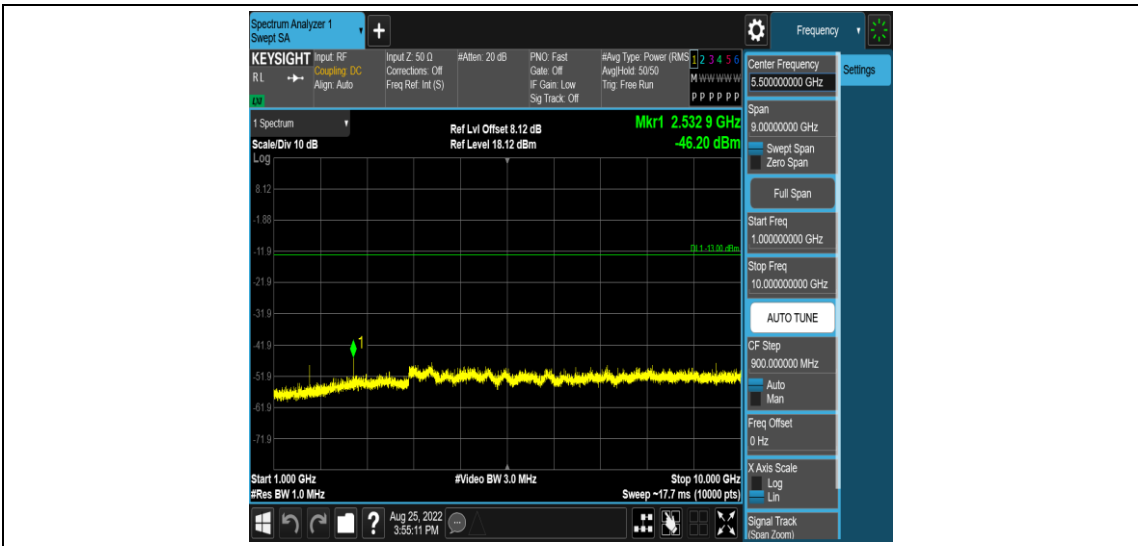 Spectrum Analyzer 1
Swept SA
+
Frequency
KEYSIGHT
RL
LXI
Input: RF
Coupling: DC
Align: Auto
Input Z: 50 Ω
Corrections: Off
Freq Ref: Int (S)
#Atten: 20 dB
PNO: Fast
Gate: Off
IF Gain: Low
Sig Track: Off
#Avg Type: Power (RMS
Avg|Hold: 50/50
Trig: Free Run
1 2 3 4 5 6
M W W W W W
P P P P P P
1 Spectrum
Scale/Div 10 dB
Ref Lvl Offset 8.12 dB
Ref Level 18.12 dBm
Mkr1 2.532 9 GHz
-46.20 dBm
Log
8.12
-1.88
-11.9
DL1 -13.00 dBm
-21.9
-31.9
-41.9
1
-51.9
-61.9
-71.9
Start 1.000 GHz
#Res BW 1.0 MHz
#Video BW 3.0 MHz
Stop 10.000 GHz
Sweep ~17.7 ms (10000 pts)
?
Aug 25, 2022
3:55:11 PM
Center Frequency
5.500000000 GHz
Settings
Span
9.00000000 GHz
Swept Span
Zero Span
Full Span
Start Freq
1.000000000 GHz
Stop Freq
10.000000000 GHz
AUTO TUNE
CF Step
900.000000 MHz
Auto
Man
Freq Offset
0 Hz
X Axis Scale
Log
Lin
Signal Track
(Span Zoom)